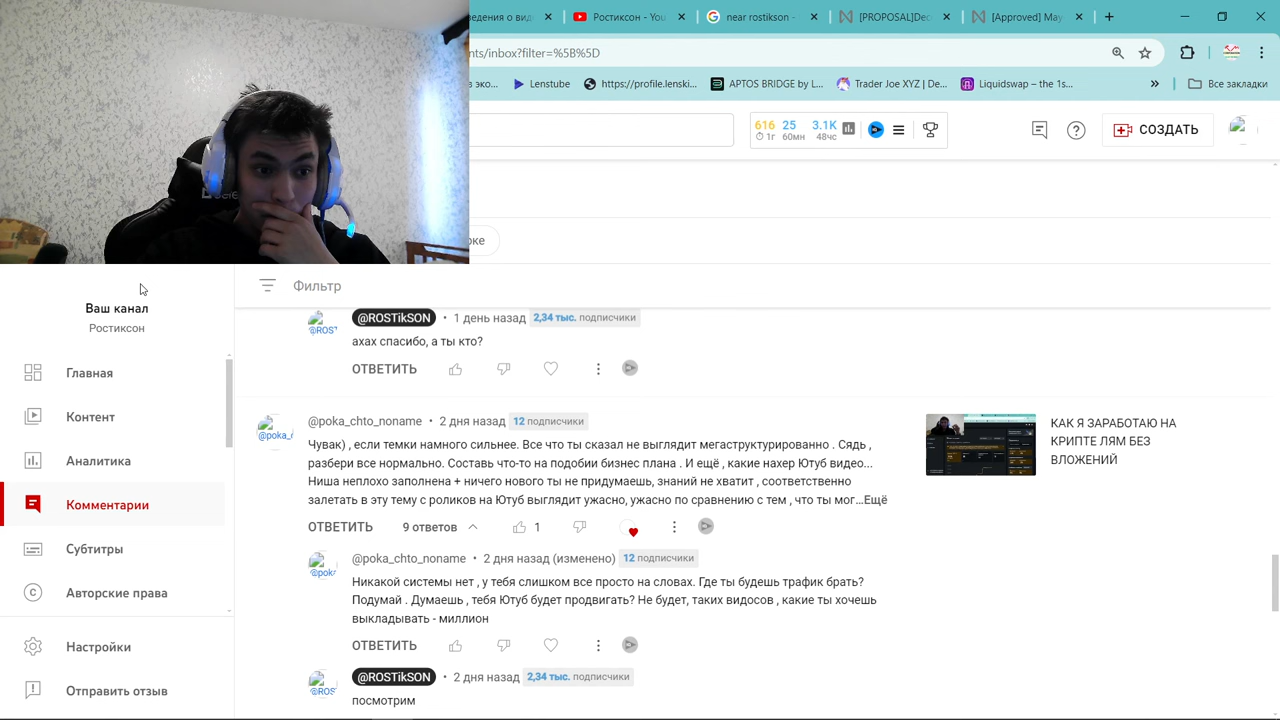 едения о вид
Ростиксон - You
new rostikson -
[PROPOSAL]Dec
[Approved] May
nts/inbox?filter=%5B%5D
эко...
Lenstube
https://profile.lenski...
APTOS BRIDGE by L...
Trader Joe XYZ |...
Liquidswap – the 1s...
»
Все закладки
616 25 3.1K
1г 60мн 48чс
СОЗДАТЬ
оке
Фильтр
Ваш канал
Ростиксон
Главная
Контент
Аналитика
Комментарии
Субтитры
Авторские права
Настройки
Отправить отзыв
@ROSTikSON • 1 день назад 2,34 тыс. подписчики
@ROS
ахах спасибо, а ты кто?
ОТВЕТИТЬ
@poka_chto_noname • 2 дня назад 12 подписчики
@poka_
Чувак) , если темки намного сильнее. Все что ты сказал не выглядит мегаструктурированно . Сядь ,
разбери все нормально. Составь что-то на подобии бизнес плана . И ещё , какие нахер Ютуб видео...
Ниша неплохо заполнена + ничего нового ты не придумаешь, знаний не хватит , соответственно
залетать в эту тему с роликов на Ютуб выглядит ужасно, ужасно по сравнению с тем , что ты мог...Ещё
ОТВЕТИТЬ 9 ответов 1
КАК Я ЗАРАБОТАЮ НА
КРИПТЕ ЛЯМ БЕЗ
ВЛОЖЕНИЙ
@poka_chto_noname • 2 дня назад (изменено) 12 подписчики
@poka
Никакой системы нет , у тебя слишком все просто на словах. Где ты будешь трафик брать?
Подумай . Думаешь , тебя Ютуб будет продвигать? Не будет, таких видосов , какие ты хочешь
выкладывать - миллион
ОТВЕТИТЬ
@ROSTikSON • 2 дня назад 2,34 тыс. подписчики
@ROS
посмотрим